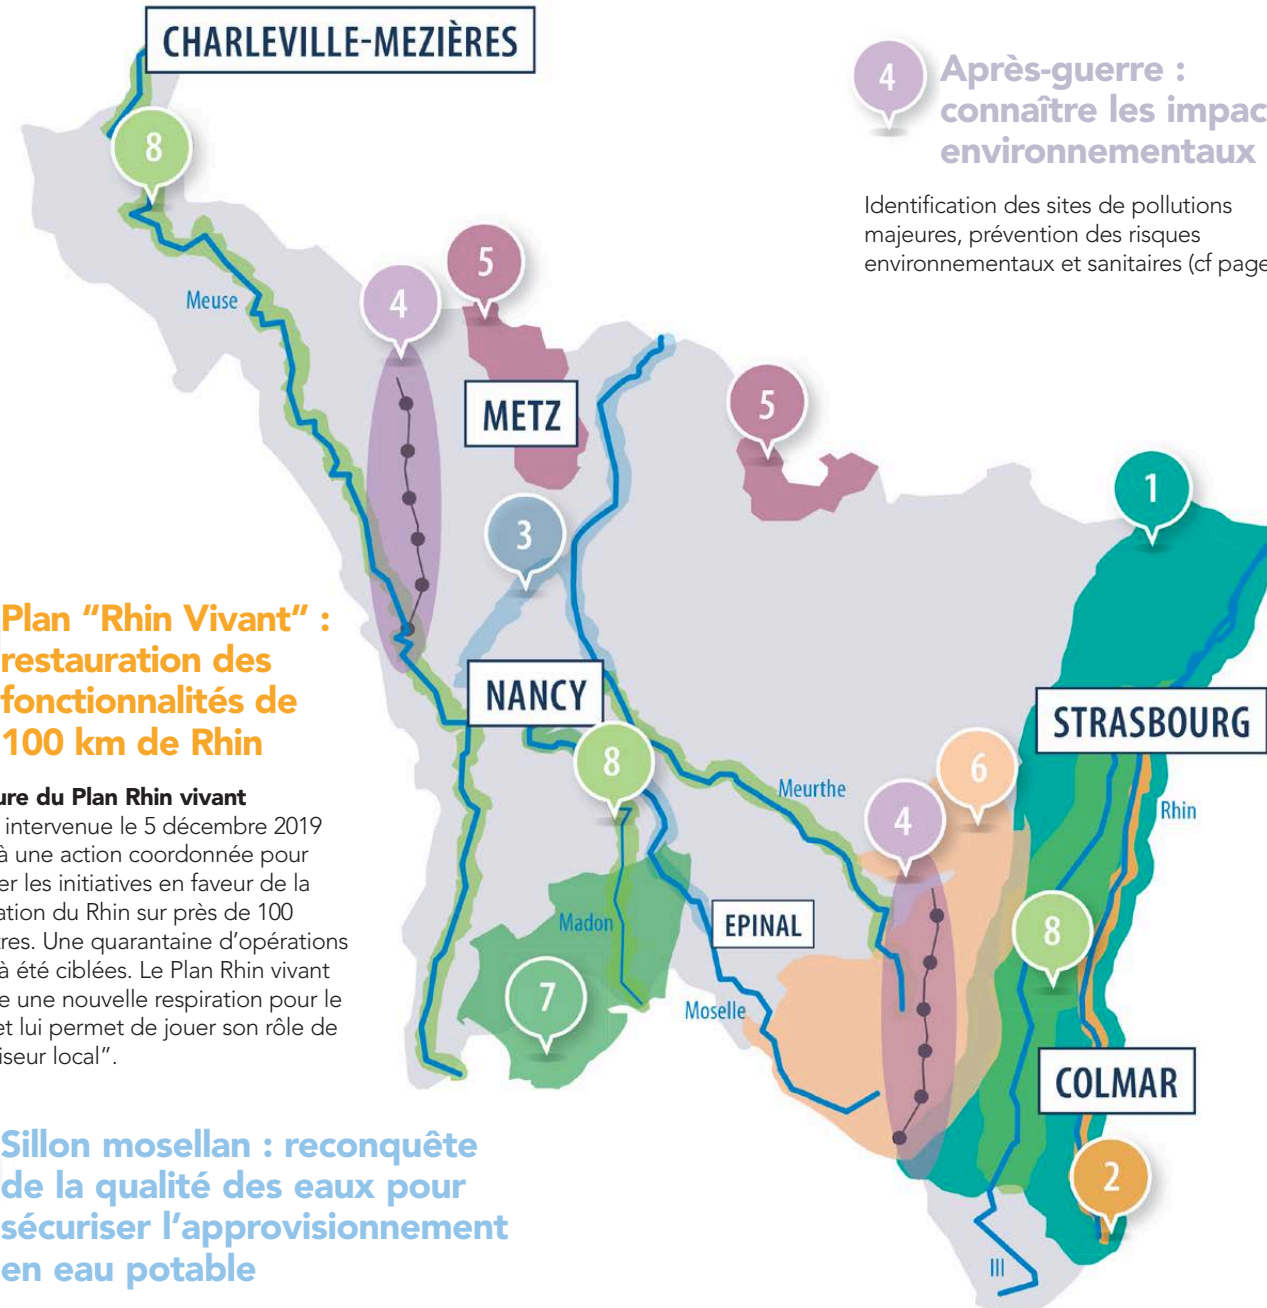 CHARLEVILLE-MEZIÈRES
4
Après-guerre :
connaître les impac
environnementaux
Identification des sites de pollutions
majeures, prévention des risques
environnementaux et sanitaires (cf page
8
5
Meuse
4
METZ
5
1
3
Plan “Rhin Vivant” :
restauration des
fonctionnalités de
100 km de Rhin
ure du Plan Rhin vivant
intervenue le 5 décembre 2019
à une action coordonnée pour
er les initiatives en faveur de la
ation du Rhin sur près de 100
tres. Une quarantaine d’opérations
à été ciblées. Le Plan Rhin vivant
e une nouvelle respiration pour le
et lui permet de jouer son rôle de
iseur local”.
NANCY
STRASBOURG
8
6
Meurthe
4
Rhin
Madon
EPINAL
8
7
Moselle
COLMAR
2
Ill
Sillon mosellan : reconquête
de la qualité des eaux pour
sécuriser l’approvisionnement
en eau potable